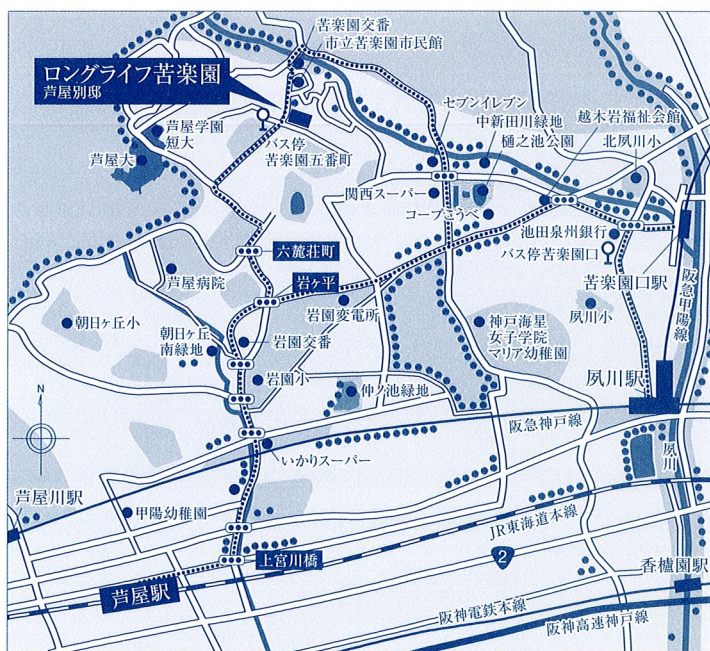 苦楽園交番
市立苦楽園市民館
ロングライフ苦楽園
芦屋別邸
芦屋学園
短大
芦屋大
バス停
苦楽園五番町
セブンイレブン
中新田川緑地
樋之池公園
越木岩福祉会館
北夙川小
関西スーパー
コープこうべ
池田泉州銀行
バス停苦楽園口
苦楽園口駅
阪急甲陽線
六麓荘町
芦屋病院
岩ヶ平
岩園変電所
朝日ヶ丘小
朝日ヶ丘
南緑地
岩園交番
岩園小
仲ノ池緑地
神戸海星
女子学院
マリア幼稚園
夙川小
夙川駅
N
阪急神戸線
いかりスーパー
夙川
芦屋川駅
甲陽幼稚園
JR東海道本線
上宮川橋
2
芦屋駅
香櫨園駅
阪神電鉄本線
阪神高速神戸線